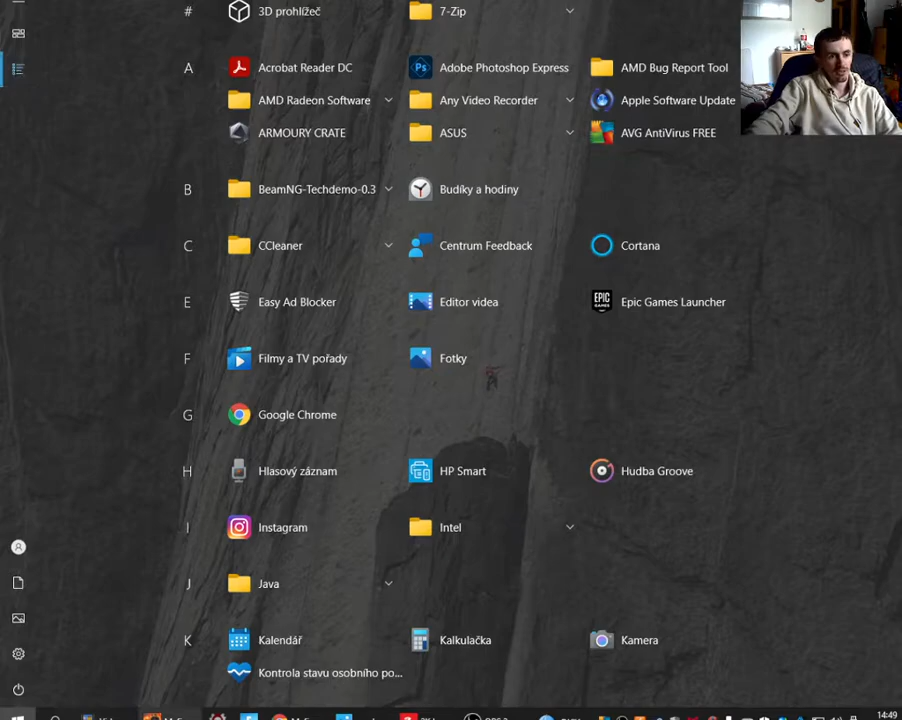 # 3D prohlížeč 7-Zip
A Acrobat Reader DC Adobe Photoshop Express AMD Bug Report Tool
AMD Radeon Software Any Video Recorder Apple Software Update
ARMOURY CRATE ASUS AVG AntiVirus FREE
B BeamNG-Techdemo-0.3 Budíky a hodiny
C CCleaner Centrum Feedback Cortana
E Easy Ad Blocker Editor videa Epic Games Launcher
F Filmy a TV pořady Fotky
G Google Chrome
H Hlasový záznam HP Smart Hudba Groove
I Instagram Intel
J Java
K Kalendář Kalkulačka Kamera
Kontrola stavu osobního po...
14:49